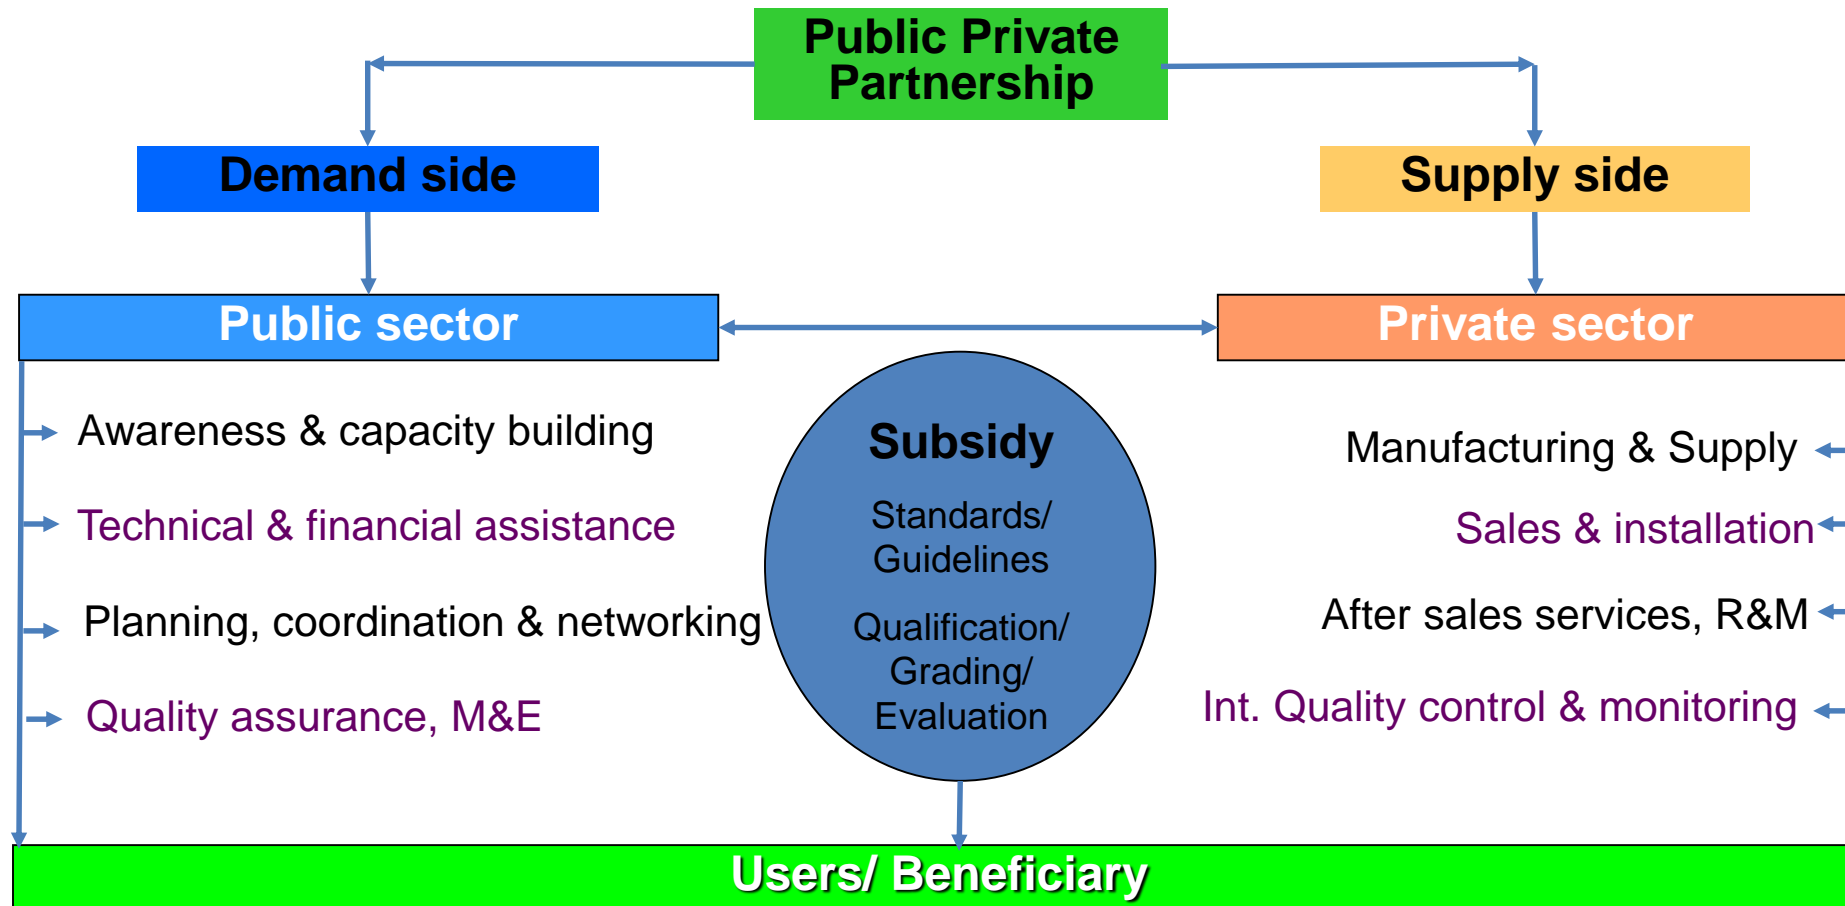 Public Private
Partnership
Demand side
Supply side
Public sector
Private sector
Awareness & capacity building
Technical & financial assistance
Planning, coordination & networking
Quality assurance, M&E
Subsidy
Standards/
Guidelines
Qualification/
Grading/
Evaluation
Manufacturing & Supply
Sales & installation
After sales services, R&M
Int. Quality control & monitoring
Users/ Beneficiary